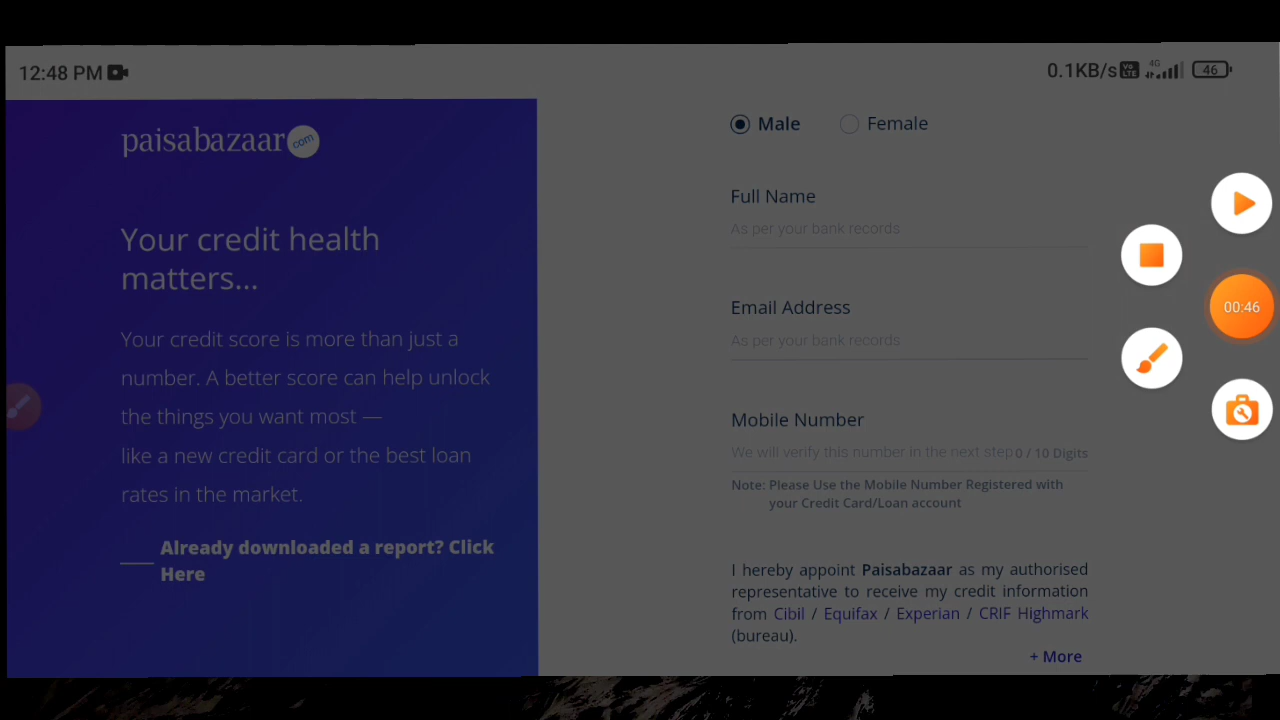 12:48 PM
0.1KB/s Vo LTE 4G 46
paisabazaar com
Your credit health
matters...
Your credit score is more than just a
number. A better score can help unlock
the things you want most —
like a new credit card or the best loan
rates in the market.
Already downloaded a report? Click
Here
Male Female
Full Name
As per your bank records
Email Address
As per your bank records
Mobile Number
We will verify this number in the next step 0 / 10 Digits
Note: Please Use the Mobile Number Registered with
your Credit Card/Loan account
I hereby appoint Paisabazaar as my authorised
representative to receive my credit information
from Cibil / Equifax / Experian / CRIF Highmark
(bureau).
+ More
00:46